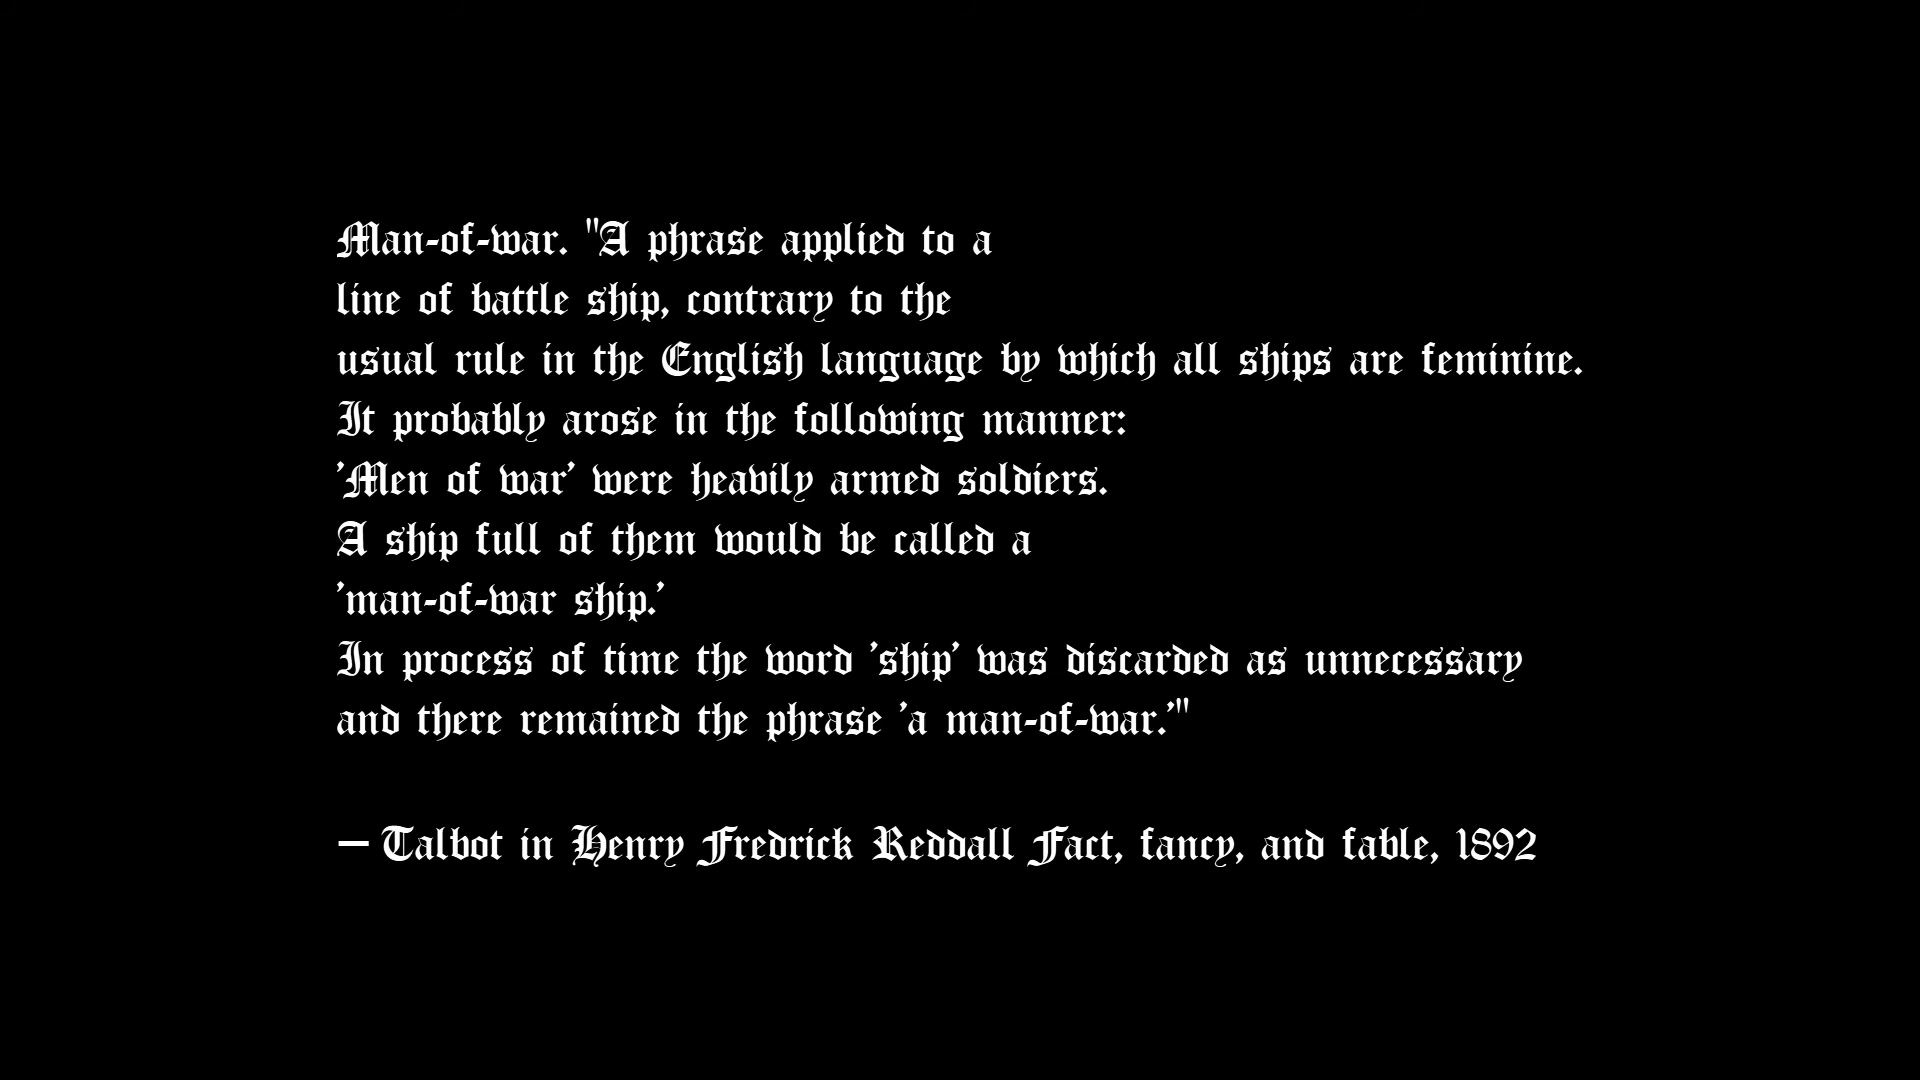 Man-of-war. "A phrase applied to a
line of battle ship, contrary to the
usual rule in the English language by which all ships are feminine.
It probably arose in the following manner:
'Men of war' were heavily armed soldiers.
A ship full of them would be called a
'man-of-war ship.'
In process of time the word 'ship' was discarded as unnecessary
and there remained the phrase 'a man-of-war.'"
— Talbot in Henry Fredrick Reddall Fact, fancy, and fable, 1892